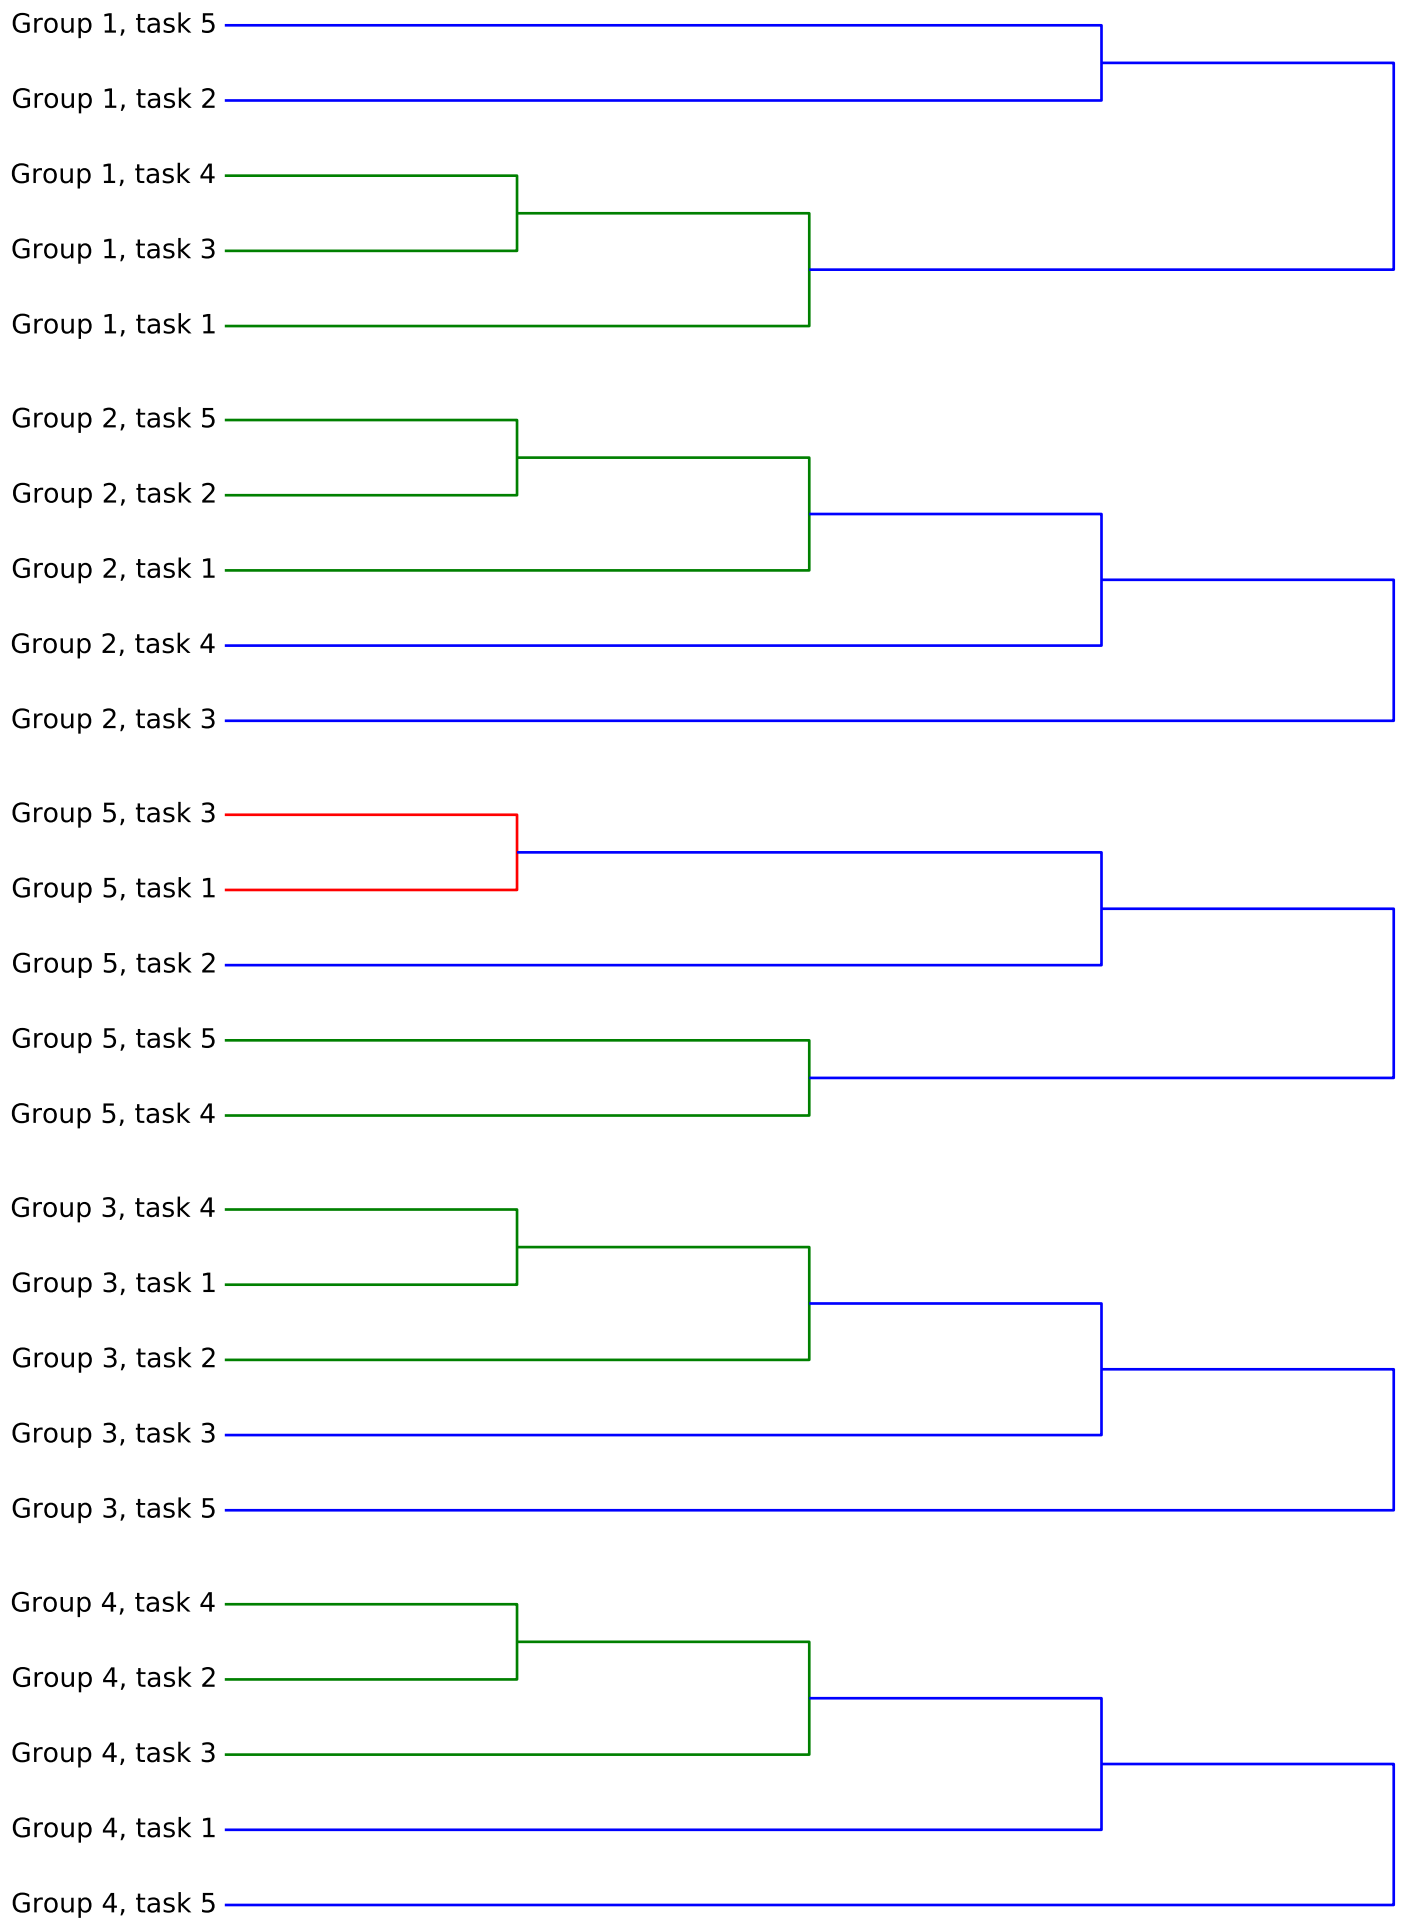 Group 1, task 5
Group 1, task 2
Group 1, task 4
Group 1, task 3
Group 1, task 1
Group 2, task 5
Group 2, task 2
Group 2, task 1
Group 2, task 4
Group 2, task 3
Group 5, task 3
Group 5, task 1
Group 5, task 2
Group 5, task 5
Group 5, task 4
Group 3, task 4
Group 3, task 1
Group 3, task 2
Group 3, task 3
Group 3, task 5
Group 4, task 4
Group 4, task 2
Group 4, task 3
Group 4, task 1
Group 4, task 5